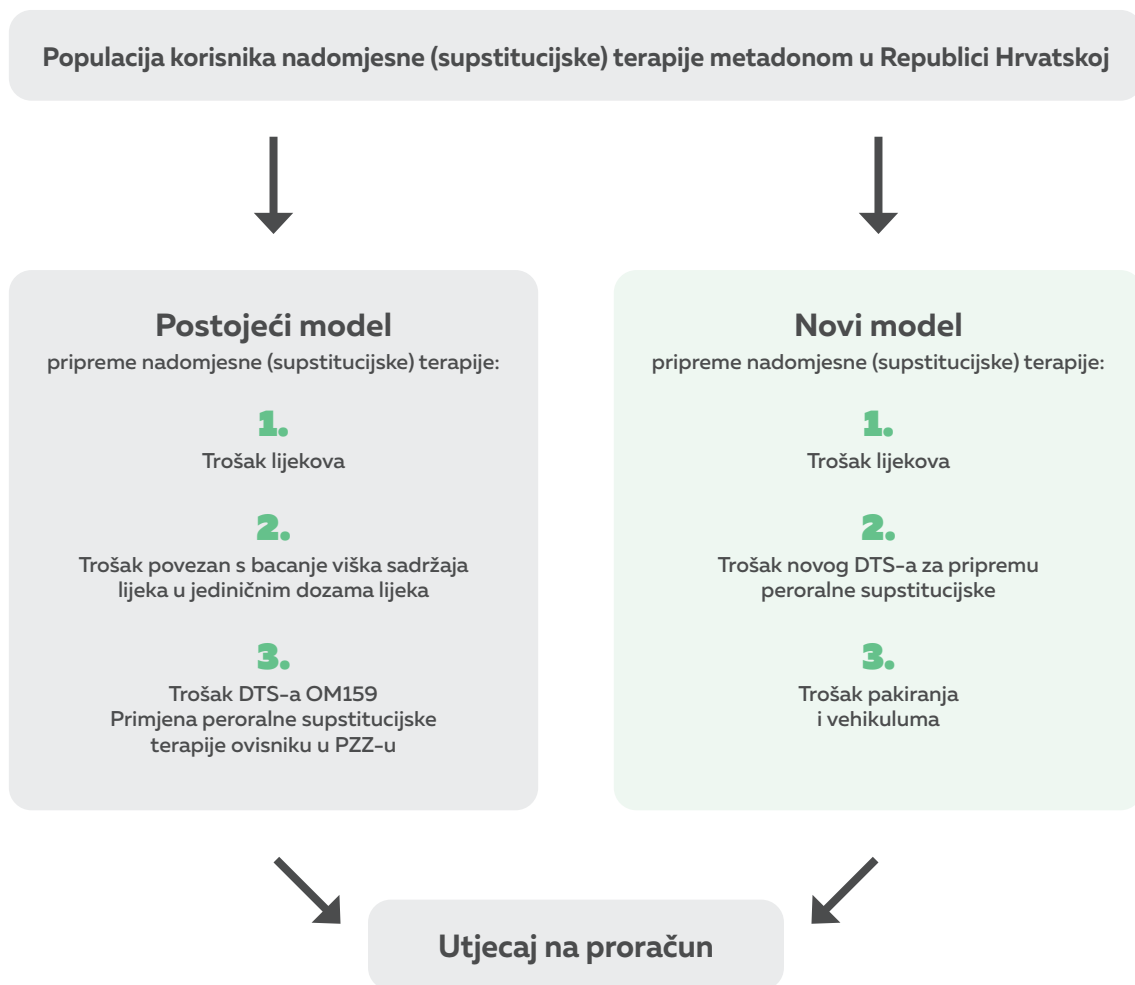 Populacija korisnika nadomjesne (supstitucijske) terapije metadonom u Republici Hrvatskoj
Postojeći model
pripreme nadomjesne (supstitucijske) terapije:
1.
Trošak lijekova
2.
Trošak povezan s bacanje viška sadržaja
lijeka u jediničnim dozama lijeka
3.
Trošak DTS-a OM159
Primjena peroralne supstitucijske
terapije ovisniku u PZZ-u
Novi model
pripreme nadomjesne (supstitucijske) terapije:
1.
Trošak lijekova
2.
Trošak novog DTS-a za pripremu
peroralne supstitucijske
3.
Trošak pakiranja
i vehikuluma
Utjecaj na proračun